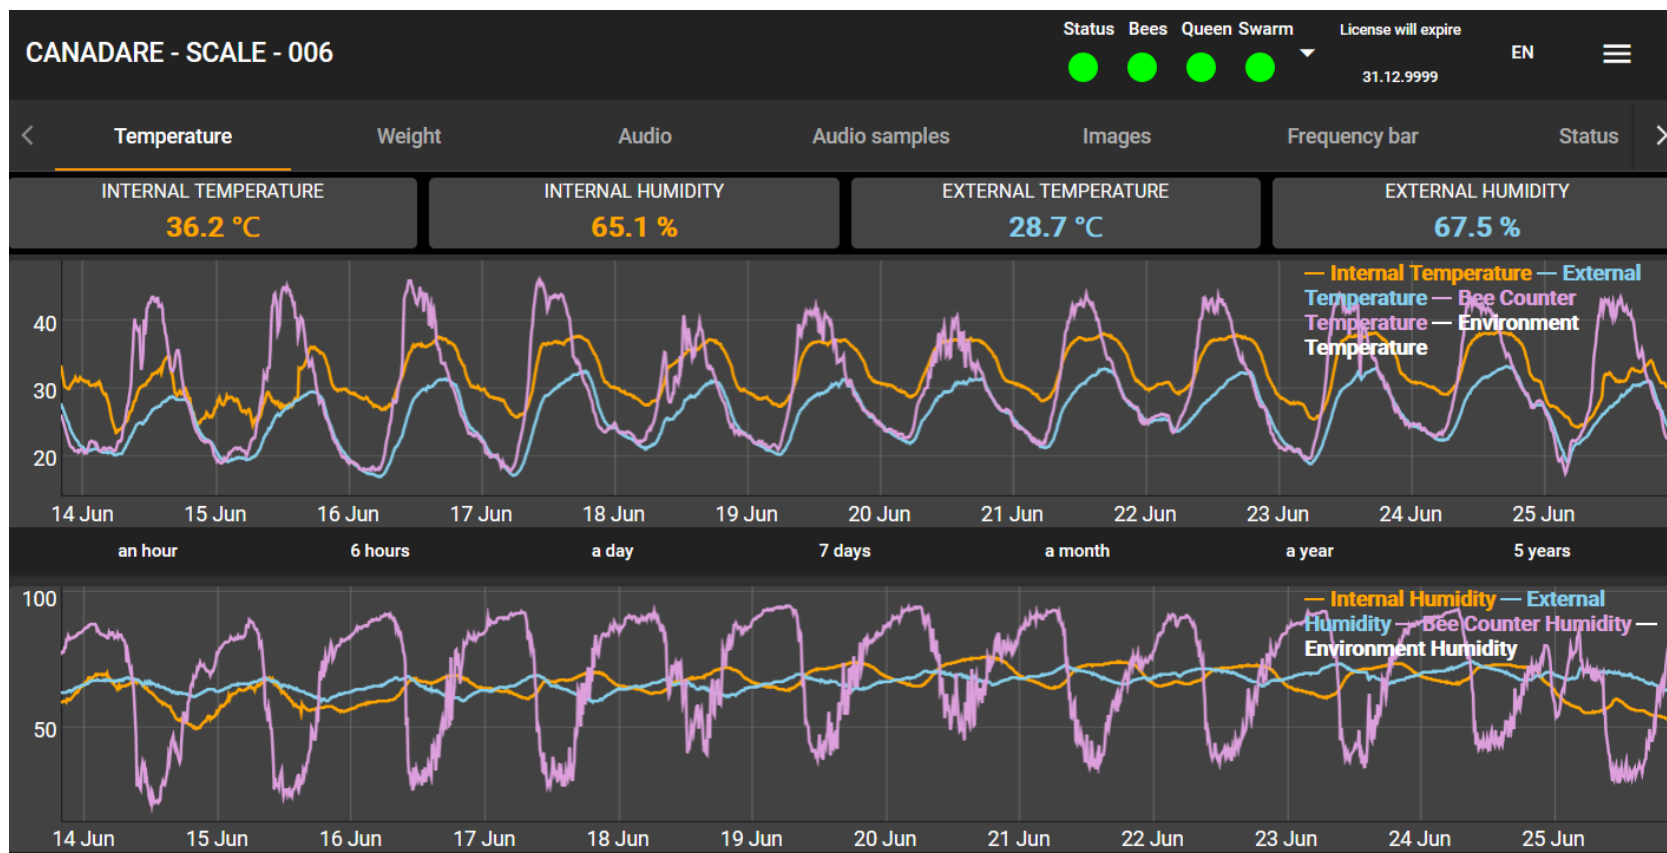 Status Bees Queen Swarm
License will expire
CANADARE - SCALE - 006
EN
31.12.9999
Temperature Weight Audio Audio samples Images Frequency bar Status
INTERNAL TEMPERATURE
36.2 °C
INTERNAL HUMIDITY
65.1 %
EXTERNAL TEMPERATURE
28.7 °C
EXTERNAL HUMIDITY
67.5 %
— Internal Temperature — External
Temperature — Bee Counter
Temperature — Environment
Temperature
40
30
20
14 Jun 15 Jun 16 Jun 17 Jun 18 Jun 19 Jun 20 Jun 21 Jun 22 Jun 23 Jun 24 Jun 25 Jun
an hour 6 hours a day 7 days a month a year 5 years
— Internal Humidity — External
Humidity — Bee Counter Humidity —
Environment Humidity
100
50
14 Jun 15 Jun 16 Jun 17 Jun 18 Jun 19 Jun 20 Jun 21 Jun 22 Jun 23 Jun 24 Jun 25 Jun